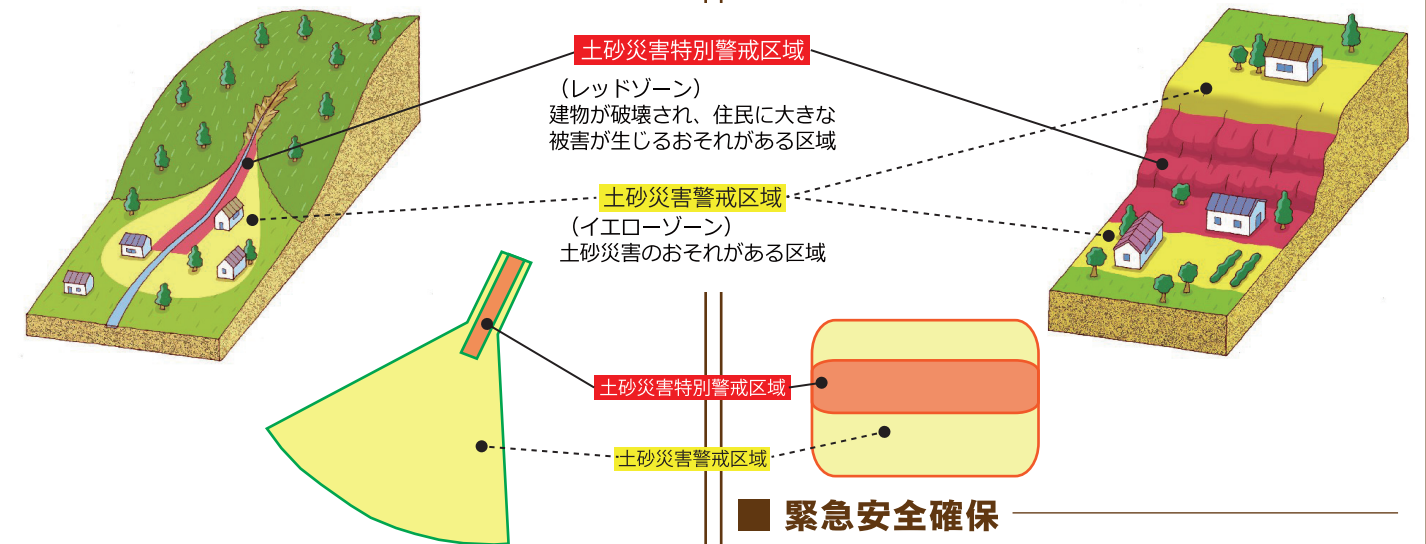 土砂災害特別警戒区域
（レッドゾーン）
建物が破壊され、住民に大きな
被害が生じるおそれがある区域
土砂災害警戒区域
（イエローゾーン）
土砂災害のおそれがある区域
土砂災害特別警戒区域
土砂災害警戒区域
■ 緊急安全確保